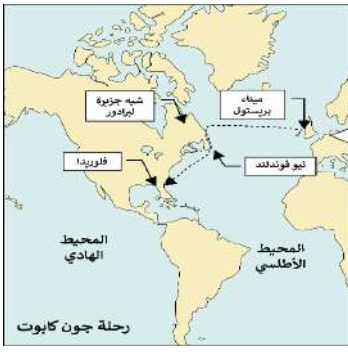 شبه جزيرة
لبرادور
ميناء
بريستول
فلوريدا
نيو فوندلند
المحيط
الهادي
المحيط
الأطلسي
رحلة جون كابوت